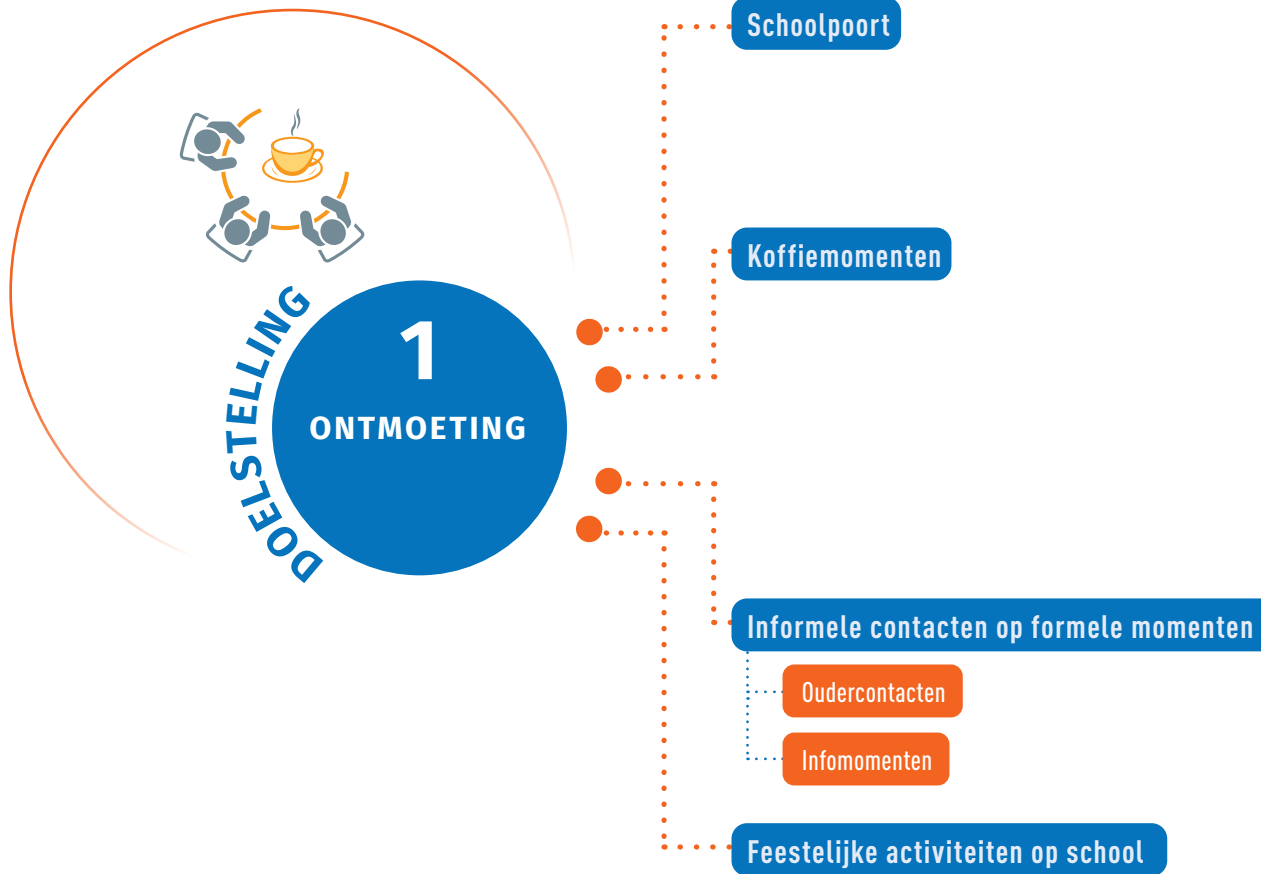 DOELSTELLING
1
ONTMOETING
Schoolpoort
Koffiemomenten
Informele contacten op formele momenten
Oudercontacten
Infomomenten
Feestelijke activiteiten op school